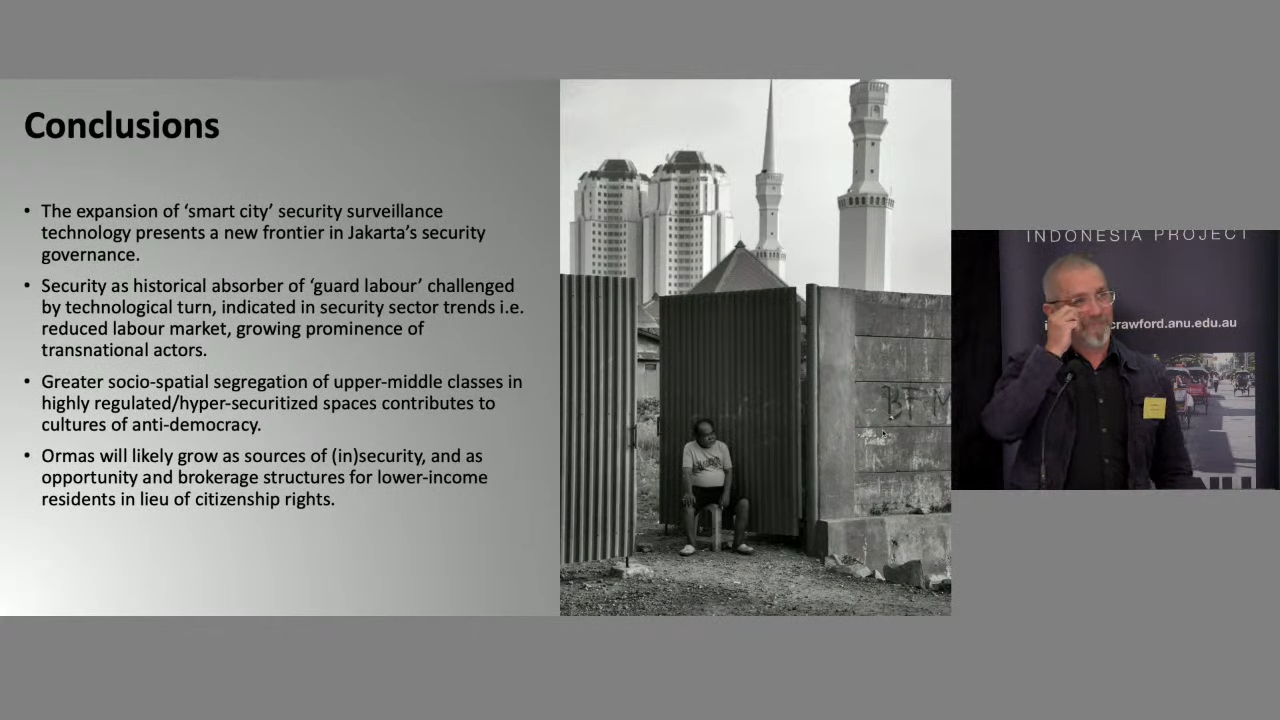 Conclusions
• The expansion of ‘smart city’ security surveillance
technology presents a new frontier in Jakarta’s security
governance.
• Security as historical absorber of ‘guard labour’ challenged
by technological turn, indicated in security sector trends i.e.
reduced labour market, growing prominence of
transnational actors.
• Greater socio-spatial segregation of upper-middle classes in
highly regulated/hyper-securitized spaces contributes to
cultures of anti-democracy.
• Ormas will likely grow as sources of (in)security, and as
opportunity and brokerage structures for lower-income
residents in lieu of citizenship rights.
INDONESIA PROJECT
crawford.anu.edu.au